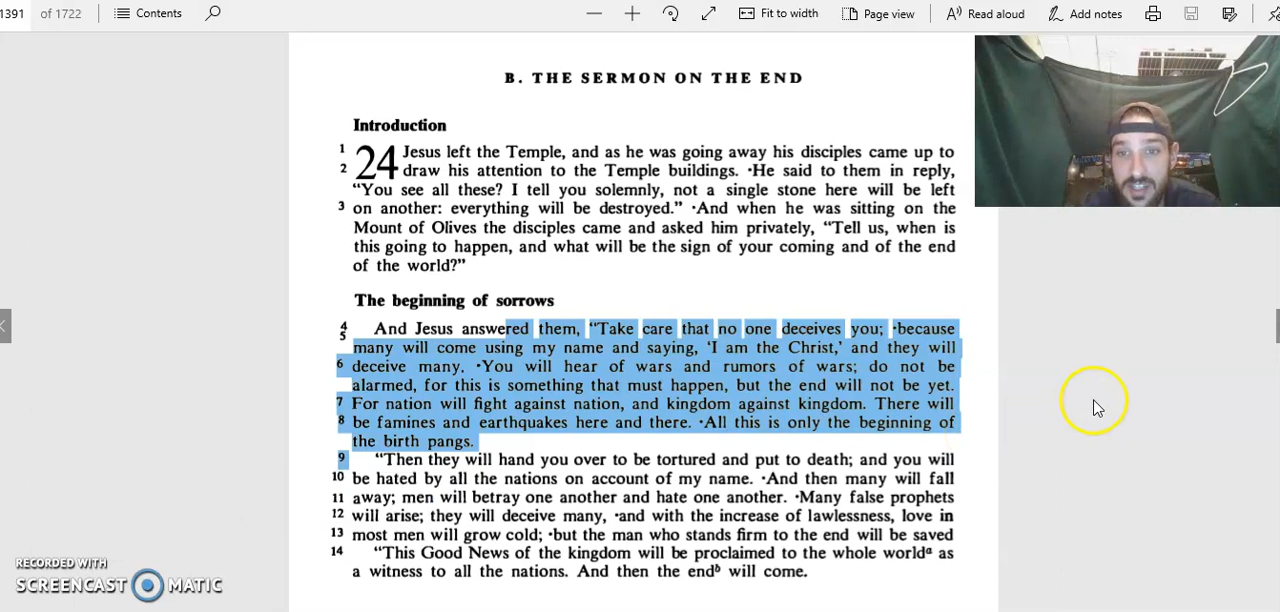 1391 of 1722 Contents Fit to width Page view Read aloud Add notes
B. THE SERMON ON THE END
Introduction
1 24 Jesus left the Temple, and as he was going away his disciples came up to
2 draw his attention to the Temple buildings. ·He said to them in reply,
“You see all these? I tell you solemnly, not a single stone here will be left
3 on another: everything will be destroyed.” ·And when he was sitting on the
Mount of Olives the disciples came and asked him privately, “Tell us, when is
this going to happen, and what will be the sign of your coming and of the end
of the world?”
The beginning of sorrows
4 And Jesus answered them, “Take care that no one deceives you; ·because
5 many will come using my name and saying, ‘I am the Christ,’ and they will
6 deceive many. ·You will hear of wars and rumors of wars; do not be
alarmed, for this is something that must happen, but the end will not be yet.
7 For nation will fight against nation, and kingdom against kingdom. There will
8 be famines and earthquakes here and there. ·All this is only the beginning of
the birth pangs.
9 “Then they will hand you over to be tortured and put to death; and you will
10 be hated by all the nations on account of my name. ·And then many will fall
11 away; men will betray one another and hate one another. ·Many false prophets
12 will arise; they will deceive many, ·and with the increase of lawlessness, love in
13 most men will grow cold; ·but the man who stands firm to the end will be saved
14 “This Good News of the kingdom will be proclaimed to the whole worldᵃ as
a witness to all the nations. And then the endᵇ will come.
RECORDED WITH
SCREENCAST MATIC